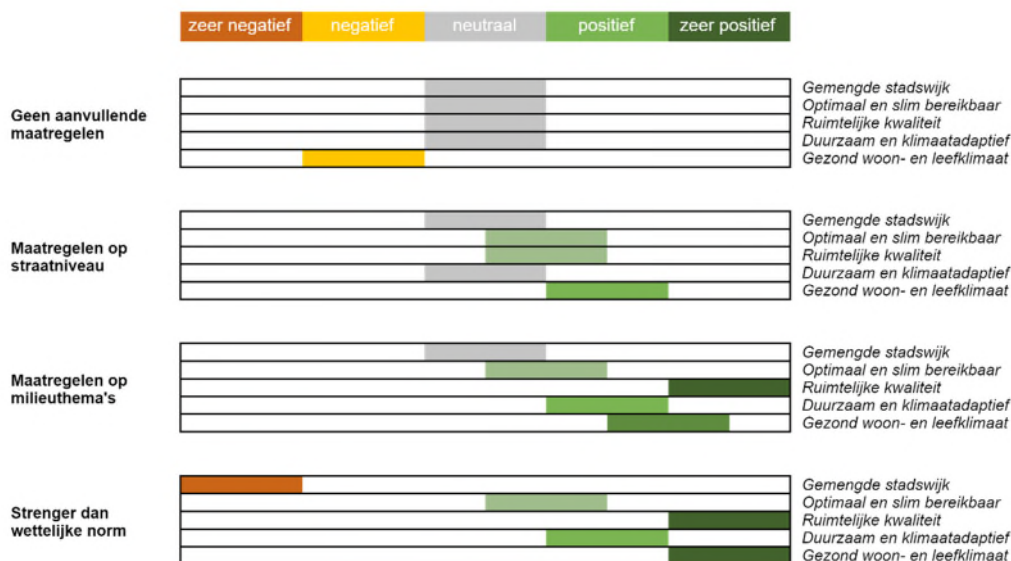 zeer negatief negatief neutraal positief zeer positief
Geen aanvullende
maatregelen
Gemengde stadswijk
Optimaal en slim bereikbaar
Ruimtelijke kwaliteit
Duurzaam en klimaatadaptief
Gezond woon- en leefklimaat
Maatregelen op
straatniveau
Gemengde stadswijk
Optimaal en slim bereikbaar
Ruimtelijke kwaliteit
Duurzaam en klimaatadaptief
Gezond woon- en leefklimaat
Maatregelen op
milieuthema's
Gemengde stadswijk
Optimaal en slim bereikbaar
Ruimtelijke kwaliteit
Duurzaam en klimaatadaptief
Gezond woon- en leefklimaat
Strenger dan
wettelijke norm
Gemengde stadswijk
Optimaal en slim bereikbaar
Ruimtelijke kwaliteit
Duurzaam en klimaatadaptief
Gezond woon- en leefklimaat